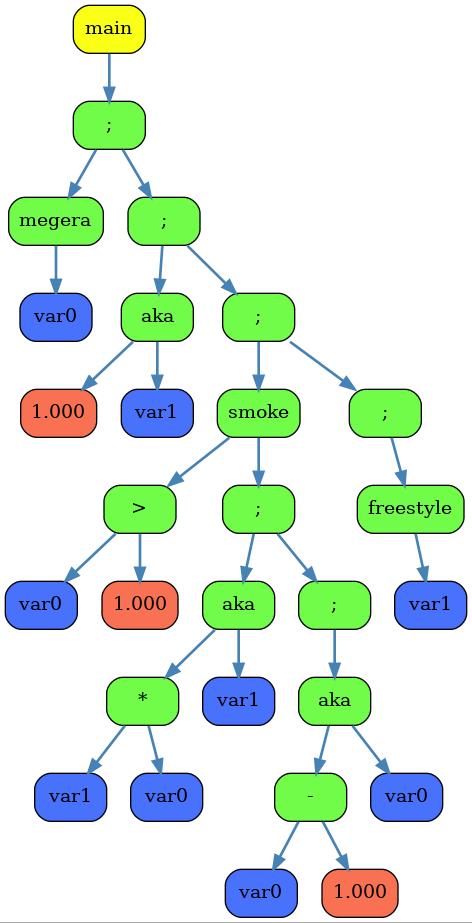 main
;
megera
;
var0
aka
;
1.000
var1
smoke
;
>
;
freestyle
var0
1.000
aka
;
var1
*
var1
aka
var1
var0
-
var0
var0
1.000